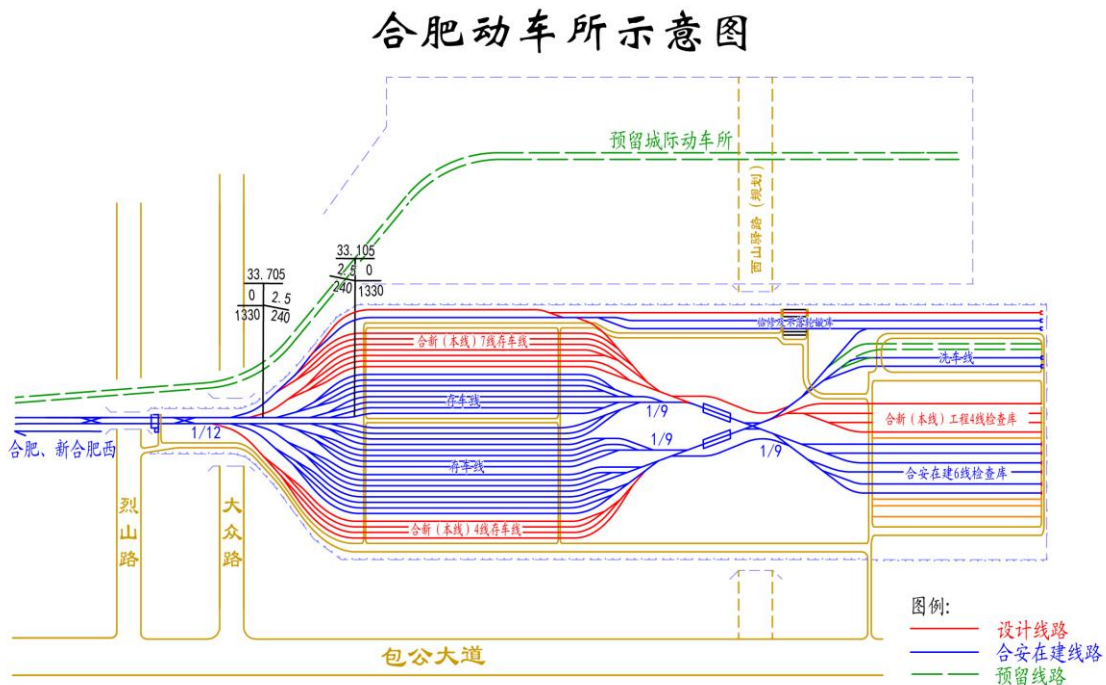 合肥动车所示意图
预留城际动车所
西山驿路（规划）
33.705
0 2.5
1330 240
33.105
2.5 0
240 1330
合新（本线）7线存车线
洗车线
存车线
1/9
合新（本线）工程4线检查库
1/12
1/9
1/9
合肥、新合肥西
存车线
合安在建6线检查库
烈山路
大众路
合新（本线）4线存车线
包公大道
图例:
设计线路
合安在建线路
预留线路